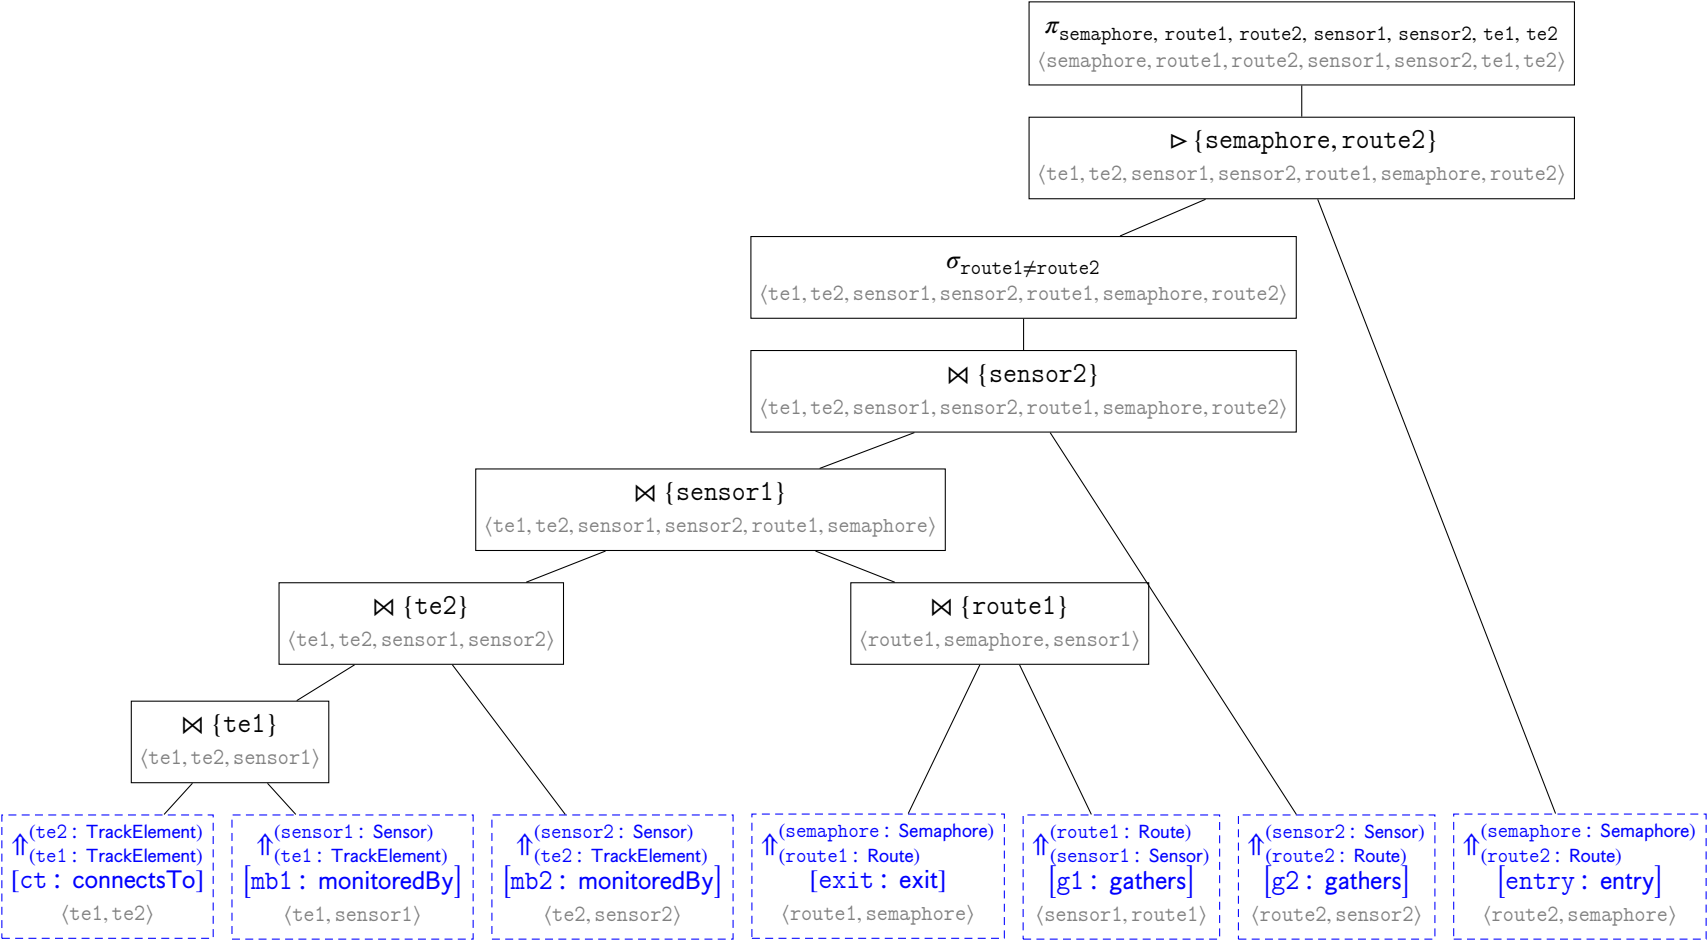 π semaphore, route1, route2, sensor1, sensor2, te1, te2
⟨semaphore, route1, route2, sensor1, sensor2, te1, te2⟩
▷ {semaphore, route2}
⟨te1, te2, sensor1, sensor2, route1, semaphore, route2⟩
σ route1≠route2
⟨te1, te2, sensor1, sensor2, route1, semaphore, route2⟩
⋈ {sensor2}
⟨te1, te2, sensor1, sensor2, route1, semaphore, route2⟩
⋈ {sensor1}
⟨te1, te2, sensor1, sensor2, route1, semaphore⟩
⋈ {te2}
⟨te1, te2, sensor1, sensor2⟩
⋈ {route1}
⟨route1, semaphore, sensor1⟩
⋈ {te1}
⟨te1, te2, sensor1⟩
⇑ (te2: TrackElement)
(te1: TrackElement)
[ct: connectsTo]
⟨te1, te2⟩
⇑ (sensor1: Sensor)
(te1: TrackElement)
[mb1: monitoredBy]
⟨te1, sensor1⟩
⇑ (sensor2: Sensor)
(te2: TrackElement)
[mb2: monitoredBy]
⟨te2, sensor2⟩
⇑ (semaphore: Semaphore)
(route1: Route)
[exit: exit]
⟨route1, semaphore⟩
⇑ (route1: Route)
(sensor1: Sensor)
[g1: gathers]
⟨sensor1, route1⟩
⇑ (sensor2: Sensor)
(route2: Route)
[g2: gathers]
⟨route2, sensor2⟩
⇑ (semaphore: Semaphore)
(route2: Route)
[entry: entry]
⟨route2, semaphore⟩